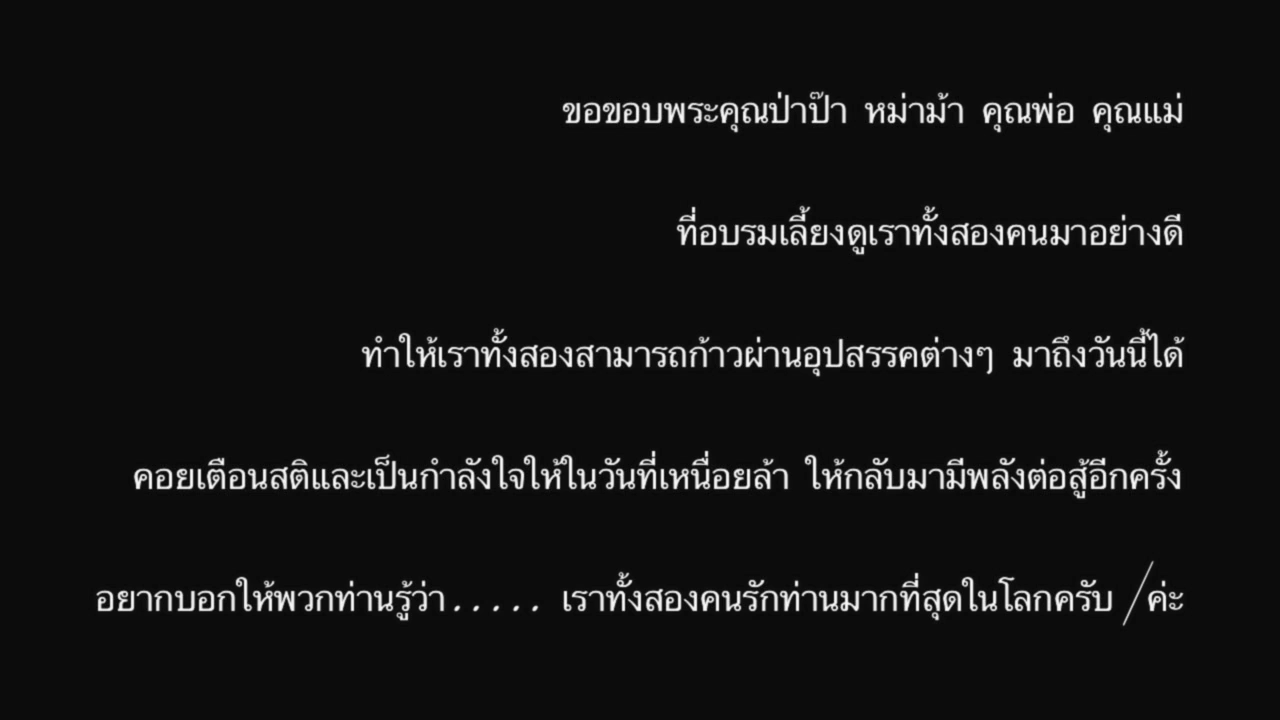 ขอขอบพระคุณป่าป๊า หม่าม้า คุณพ่อ คุณแม่
ที่อบรมเลี้ยงดูเราทั้งสองคนมาอย่างดี
ทำให้เราทั้งสองสามารถก้าวผ่านอุปสรรคต่างๆ มาถึงวันนี้ได้
คอยเตือนสติและเป็นกำลังใจให้ในวันที่เหนื่อยล้า ให้กลับมามีพลังต่อสู้อีกครั้ง
อยากบอกให้พวกท่านรู้ว่า..... เราทั้งสองคนรักท่านมากที่สุดในโลกครับ /ค่ะ